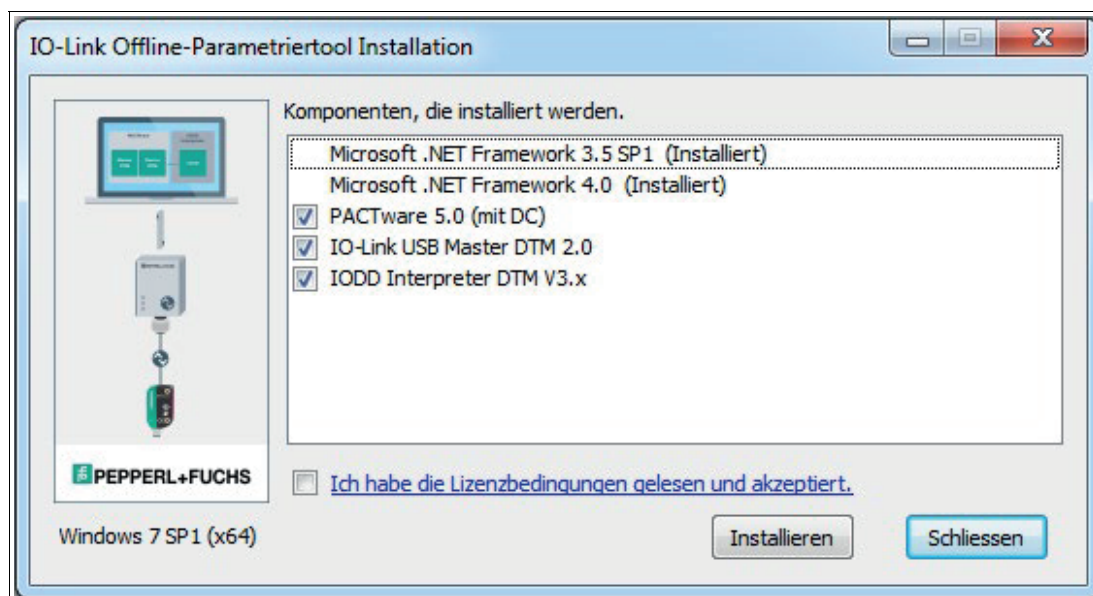 IO-Link Offline-Parametriertool Installation
Komponenten, die installiert werden.
Microsoft .NET Framework 3.5 SP1 (Installiert)
Microsoft .NET Framework 4.0 (Installiert)
PACTware 5.0 (mit DC)
IO-Link USB Master DTM 2.0
IODD Interpreter DTM V3.x
PEPPERL+FUCHS
Ich habe die Lizenzbedingungen gelesen und akzeptiert.
Windows 7 SP1 (x64)
Installieren
Schliessen